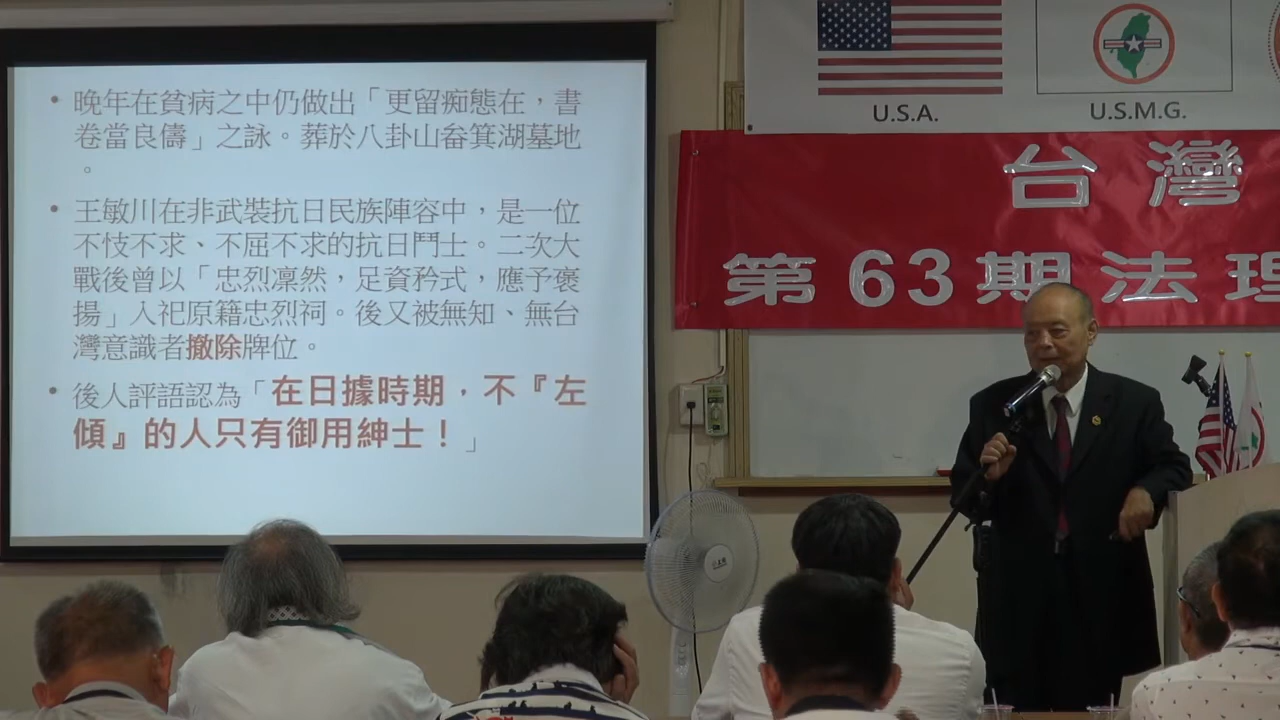 • 晚年在貧病之中仍做出「更留痴態在，書
卷當良儔」之詠。葬於八卦山畚箕湖墓地
。
• 王敏川在非武裝抗日民族陣容中，是一位
不忮不求、不屈不求的抗日鬥士。二次大
戰後曾以「忠烈凜然，足資矜式，應予褒
揚」入祀原籍忠烈祠。後又被無知、無台
灣意識者撤除牌位。
• 後人評語認為「在日據時期，不『左
傾』的人只有御用紳士！」
U.S.A.
U.S.M.G.
台灣
第63期法理